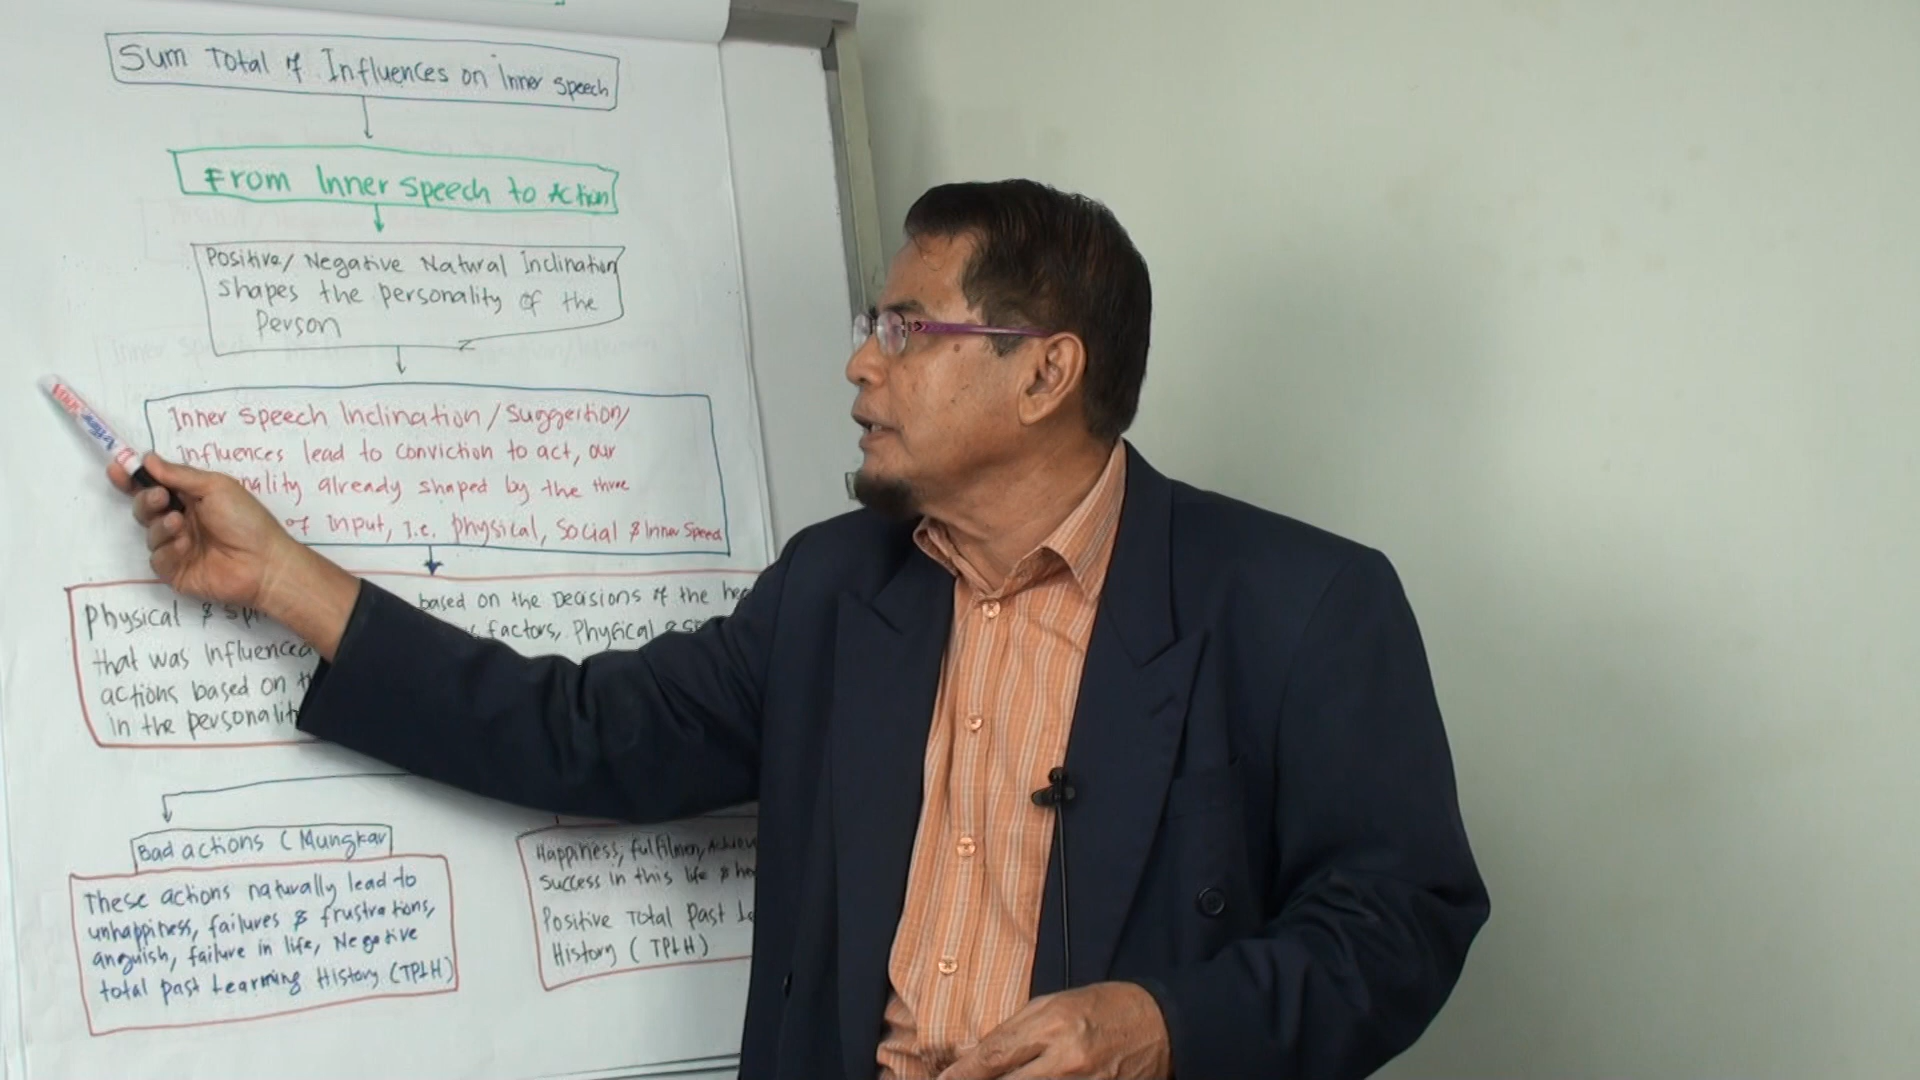 Sum Total of Influences on Inner Speech
From Inner Speech to Action
Positive/ Negative Natural Inclination
shapes the personality of the
Person
Inner Speech Inclination/Suggestion/
Influences lead to conviction to act, our
already shaped by the three
of Input, I.e. physical, Social & Inner Speech
Physical & based on the Decisions of the
factors, Physical &
that was Influenced
actions based on
in the personality
Bad actions (Mungkar
These actions naturally lead to
unhappiness, failures & frustrations,
anguish, failure in life, Negative
total Past Learning History (TPLH)
Happiness, fulfilmen,
Success in this life &
Positive Total Past
History (TPLH)